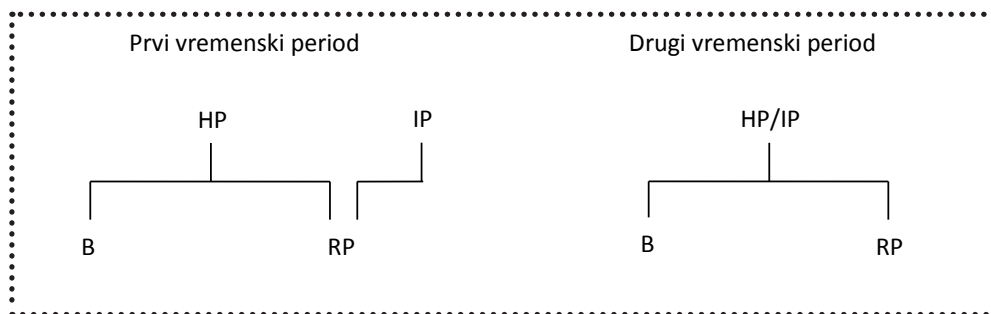 Prvi vremenski period Drugi vremenski period
HP IP HP/IP
B RP B RP